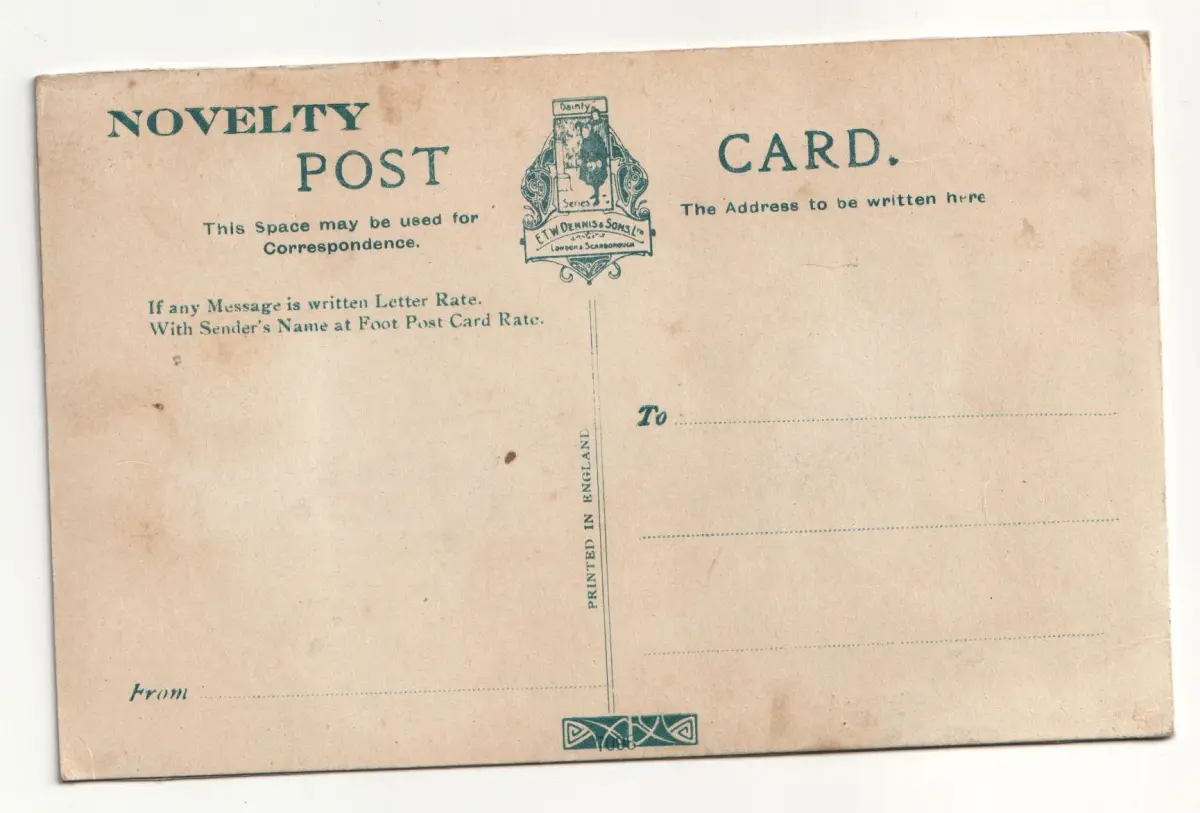 NOVELTY
POST CARD.
This Space may be used for
Correspondence.
The Address to be written here
Dainty
Series
E.T.W. DENNIS & SONS, LTD
LONDON & SCARBOROUGH
If any Message is written Letter Rate.
With Sender's Name at Foot Post Card Rate.
To
PRINTED IN ENGLAND
From